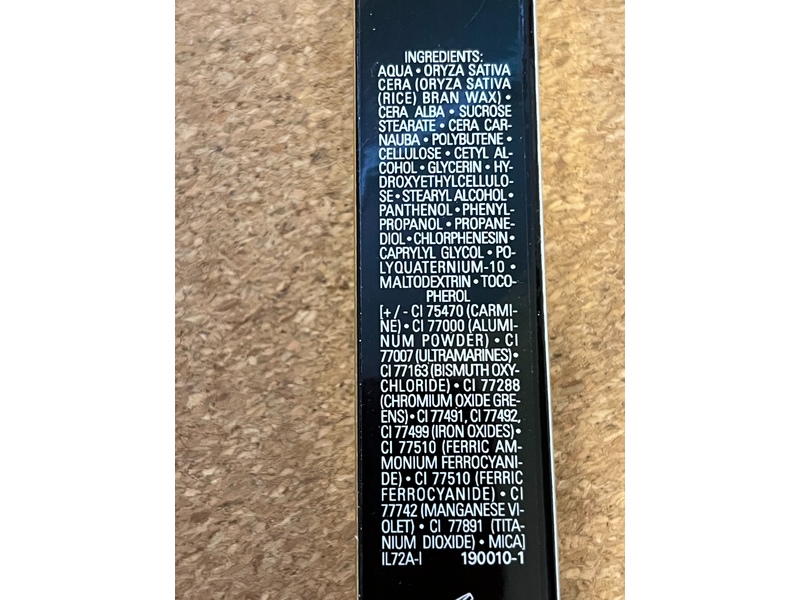 INGREDIENTS:
AQUA • ORYZA SATIVA
CERA (ORYZA SATIVA
(RICE) BRAN WAX) •
CERA ALBA • SUCROSE
STEARATE • CERA CAR-
NAUBA • POLYBUTENE •
CELLULOSE • CETYL AL-
COHOL • GLYCERIN • HY-
DROXYETHYLCELLULO-
SE • STEARYL ALCOHOL •
PANTHENOL • PHENYL-
PROPANOL • PROPANE-
DIOL • CHLORPHENESIN •
CAPRYLYL GLYCOL • PO-
LYQUATERNIUM-10 •
MALTODEXTRIN • TOCO-
PHEROL
[+/- CI 75470 (CARMI-
NE) • CI 77000 (ALUMI-
NUM POWDER) • CI
77007 (ULTRAMARINES) •
CI 77163 (BISMUTH OXY-
CHLORIDE) • CI 77288
(CHROMIUM OXIDE GRE-
ENS) • CI 77491, CI 77492,
CI 77499 (IRON OXIDES) •
CI 77510 (FERRIC AM-
MONIUM FERROCYANI-
DE) • CI 77510 (FERRIC
FERROCYANIDE) • CI
77742 (MANGANESE VI-
OLET) • CI 77891 (TITA-
NIUM DIOXIDE) • MICA]
IL72A-I 190010-1